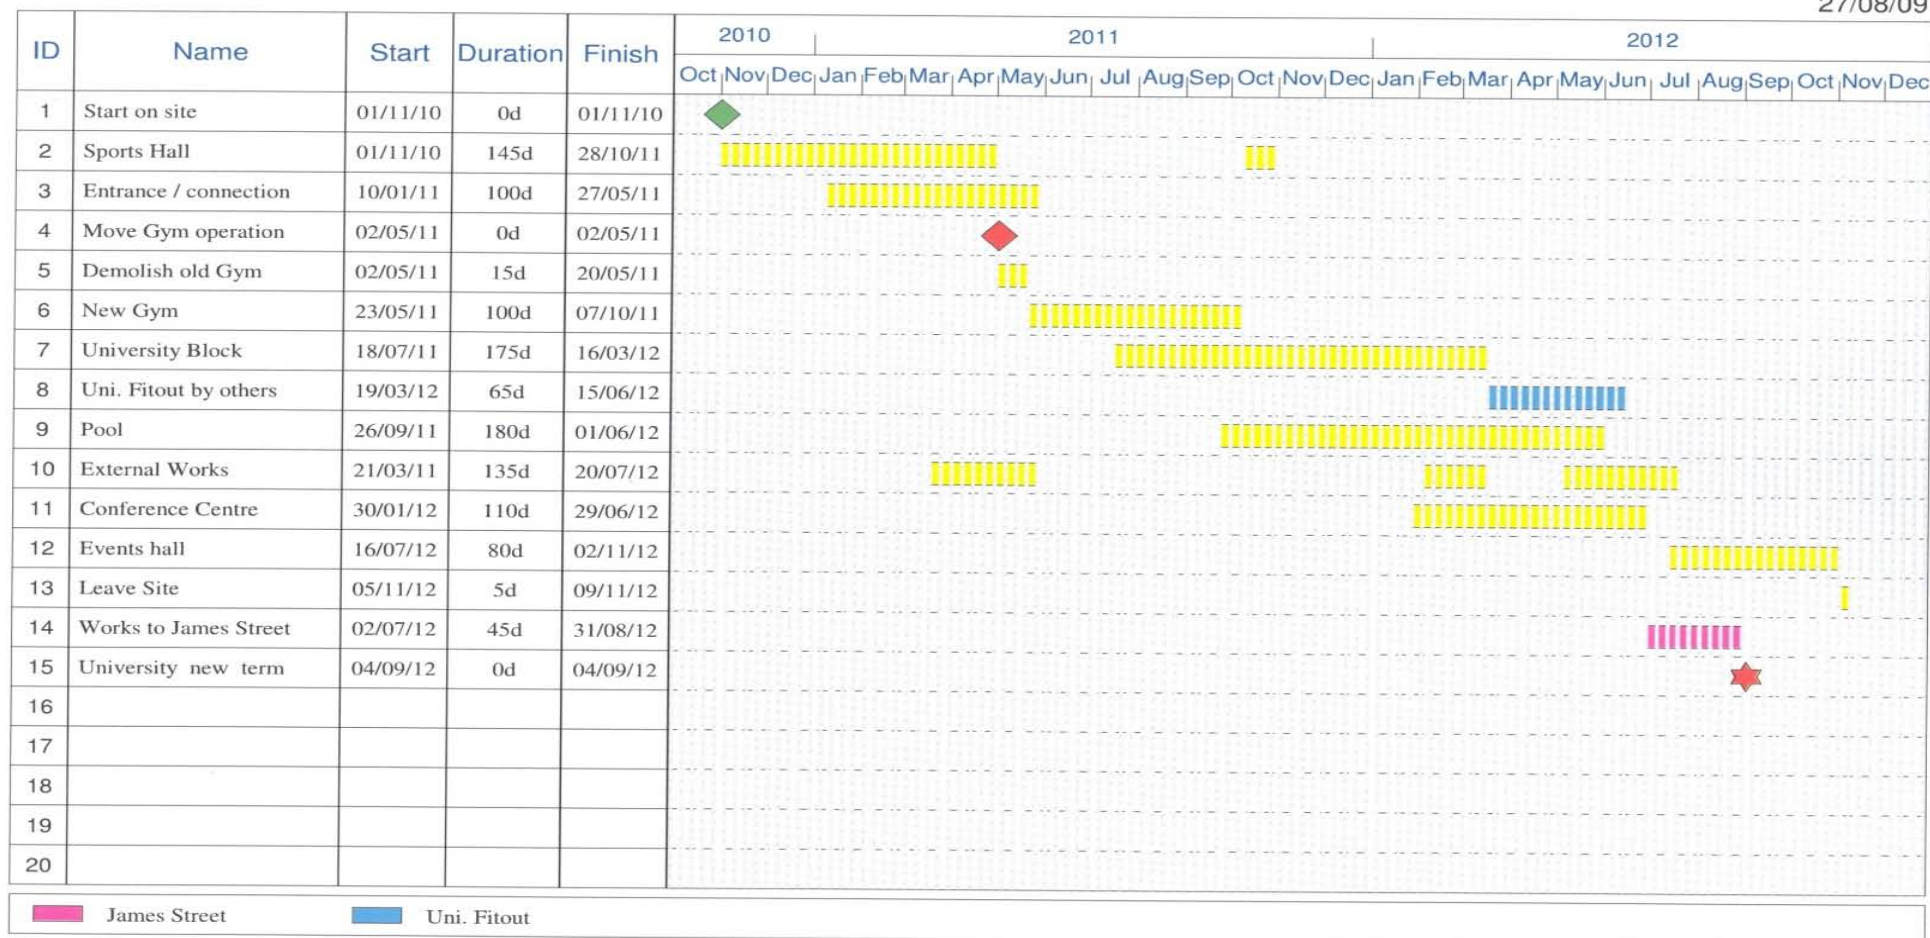 27/08/09
ID Name Start Duration Finish 2010 2011 2012
Oct Nov Dec Jan Feb Mar Apr May Jun Jul Aug Sep Oct Nov Dec Jan Feb Mar Apr May Jun Jul Aug Sep Oct Nov Dec
1 Start on site 01/11/10 0d 01/11/10
2 Sports Hall 01/11/10 145d 28/10/11
3 Entrance / connection 10/01/11 100d 27/05/11
4 Move Gym operation 02/05/11 0d 02/05/11
5 Demolish old Gym 02/05/11 15d 20/05/11
6 New Gym 23/05/11 100d 07/10/11
7 University Block 18/07/11 175d 16/03/12
8 Uni. Fitout by others 19/03/12 65d 15/06/12
9 Pool 26/09/11 180d 01/06/12
10 External Works 21/03/11 135d 20/07/12
11 Conference Centre 30/01/12 110d 29/06/12
12 Events hall 16/07/12 80d 02/11/12
13 Leave Site 05/11/12 5d 09/11/12
14 Works to James Street 02/07/12 45d 31/08/12
15 University new term 04/09/12 0d 04/09/12
16
17
18
19
20
James Street Uni. Fitout